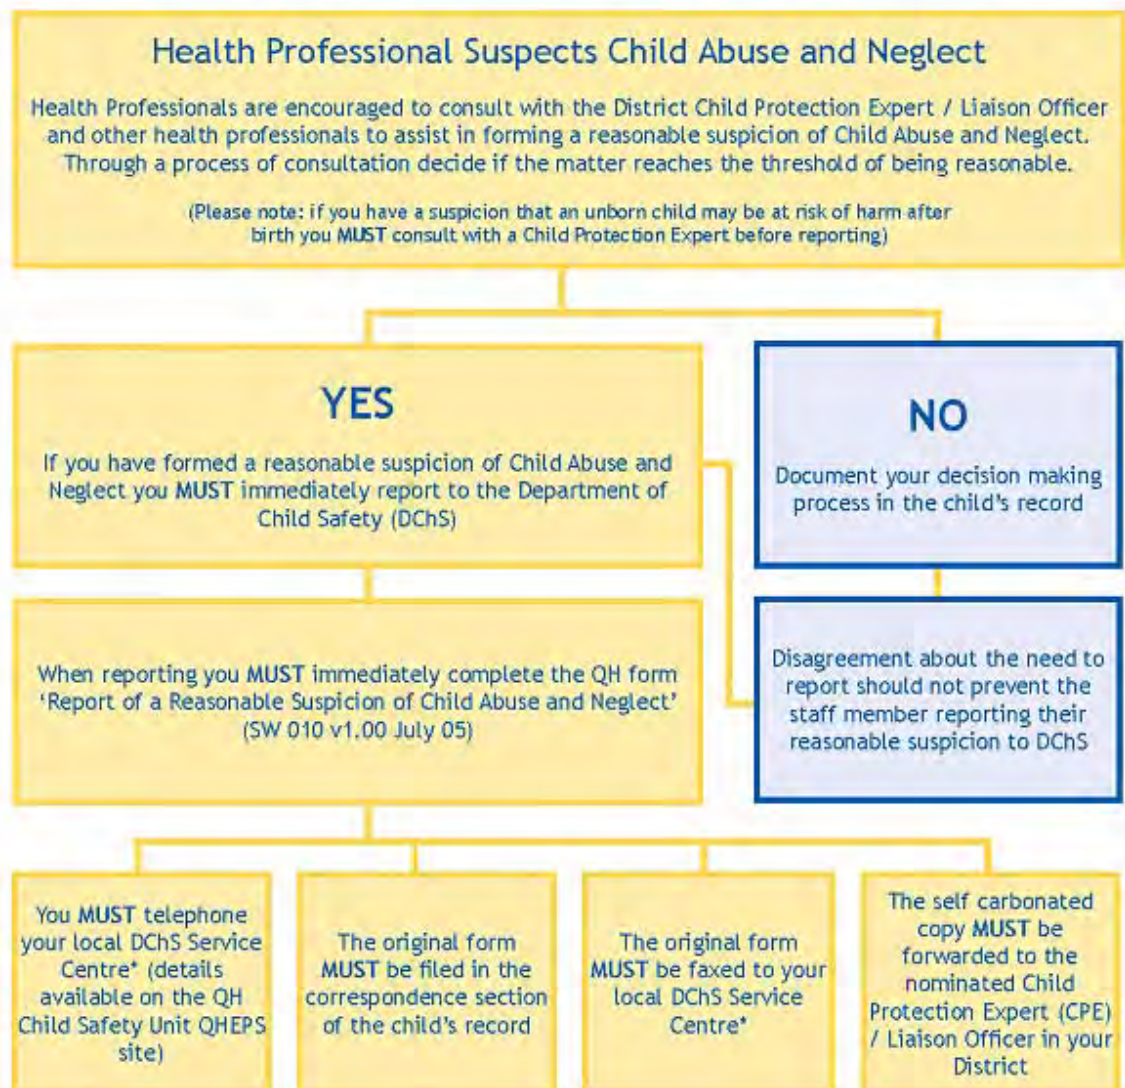 Health Professional Suspects Child Abuse and Neglect
Health Professionals are encouraged to consult with the District Child Protection Expert / Liaison Officer
and other health professionals to assist in forming a reasonable suspicion of Child Abuse and Neglect.
Through a process of consultation decide if the matter reaches the threshold of being reasonable.
(Please note: if you have a suspicion that an unborn child may be at risk of harm after
birth you MUST consult with a Child Protection Expert before reporting)
YES
If you have formed a reasonable suspicion of Child Abuse and
Neglect you MUST immediately report to the Department of
Child Safety (DChS)
NO
Document your decision making
process in the child's record
When reporting you MUST immediately complete the QH form
‘Report of a Reasonable Suspicion of Child Abuse and Neglect’
(SW 010 v1.00 July 05)
Disagreement about the need to
report should not prevent the
staff member reporting their
reasonable suspicion to DChS
You MUST telephone
your local DChS Service
Centre* (details
available on the QH
Child Safety Unit QHEPS
site)
The original form
MUST be filed in the
correspondence section
of the child's record
The original form
MUST be faxed to your
local DChS Service
Centre*
The self carbonated
copy MUST be
forwarded to the
nominated Child
Protection Expert (CPE)
/ Liaison Officer in your
District